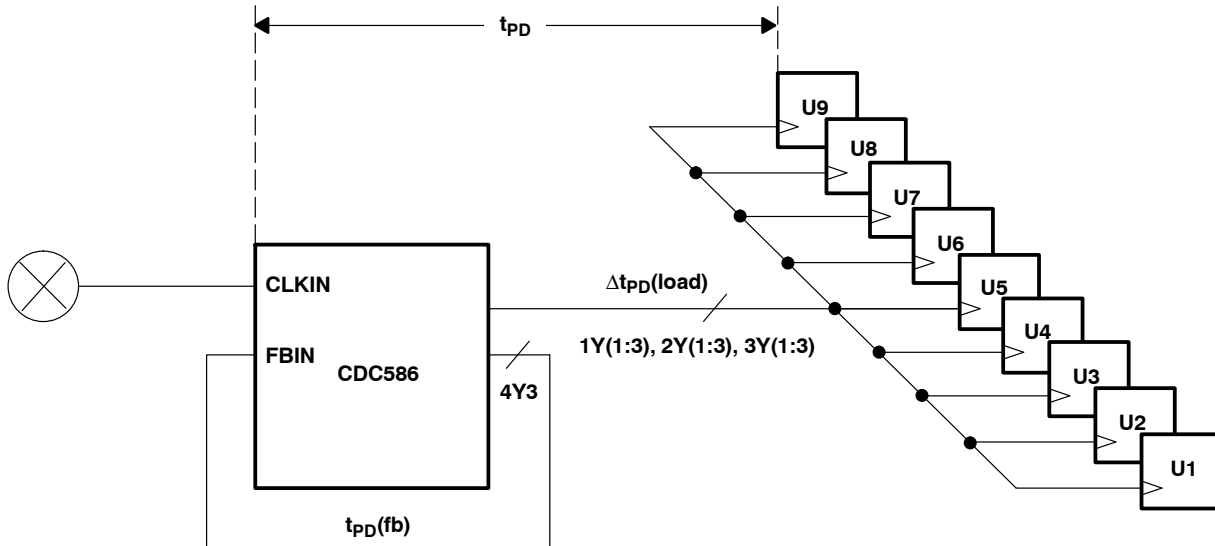 tPD
U9
U8
U7
U6
U5
U4
U3
U2
U1
CLKIN
FBIN
CDC586
ΔtPD(load)
1Y(1:3), 2Y(1:3), 3Y(1:3)
4Y3
tPD(fb)